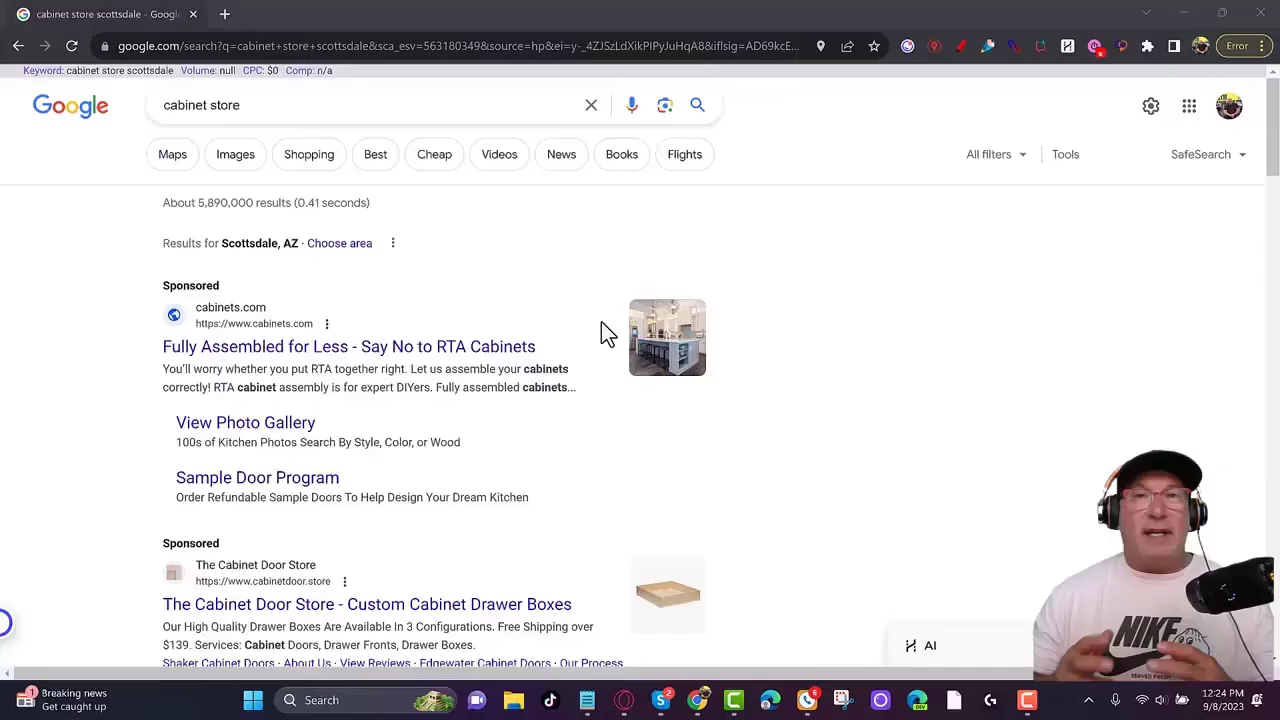 cabinet store scottsdale - Googl
google.com/search?q=cabinet+store+scottsdale&sca_esv=563180349&source=hp&ei=y-_4ZJSzLdXikPIPyJuHqA8&iflsig=AD69kcE...
Error
Keyword: cabinet store scottsdale Volume: null CPC: $0 Comp: n/a
Google
cabinet store
Maps
Images
Shopping
Best
Cheap
Videos
News
Books
Flights
All filters
Tools
SafeSearch
About 5,890,000 results (0.41 seconds)
Results for Scottsdale, AZ · Choose area
Sponsored
cabinets.com
https://www.cabinets.com
Fully Assembled for Less - Say No to RTA Cabinets
You'll worry whether you put RTA together right. Let us assemble your cabinets
correctly! RTA cabinet assembly is for expert DIYers. Fully assembled cabinets...
View Photo Gallery
100s of Kitchen Photos Search By Style, Color, or Wood
Sample Door Program
Order Refundable Sample Doors To Help Design Your Dream Kitchen
Sponsored
The Cabinet Door Store
https://www.cabinetdoor.store
The Cabinet Door Store - Custom Cabinet Drawer Boxes
Our High Quality Drawer Boxes Are Available In 3 Configurations. Free Shipping over
$139. Services: Cabinet Doors, Drawer Fronts, Drawer Boxes.
Shaker Cabinet Doors · About Us · View Reviews · Edgewater Cabinet Doors · Our Process
AI
NIKE
SERVED FRESH
1
Breaking news
Get caught up
Search
2
6
DEV
12:24 PM
9/8/2023